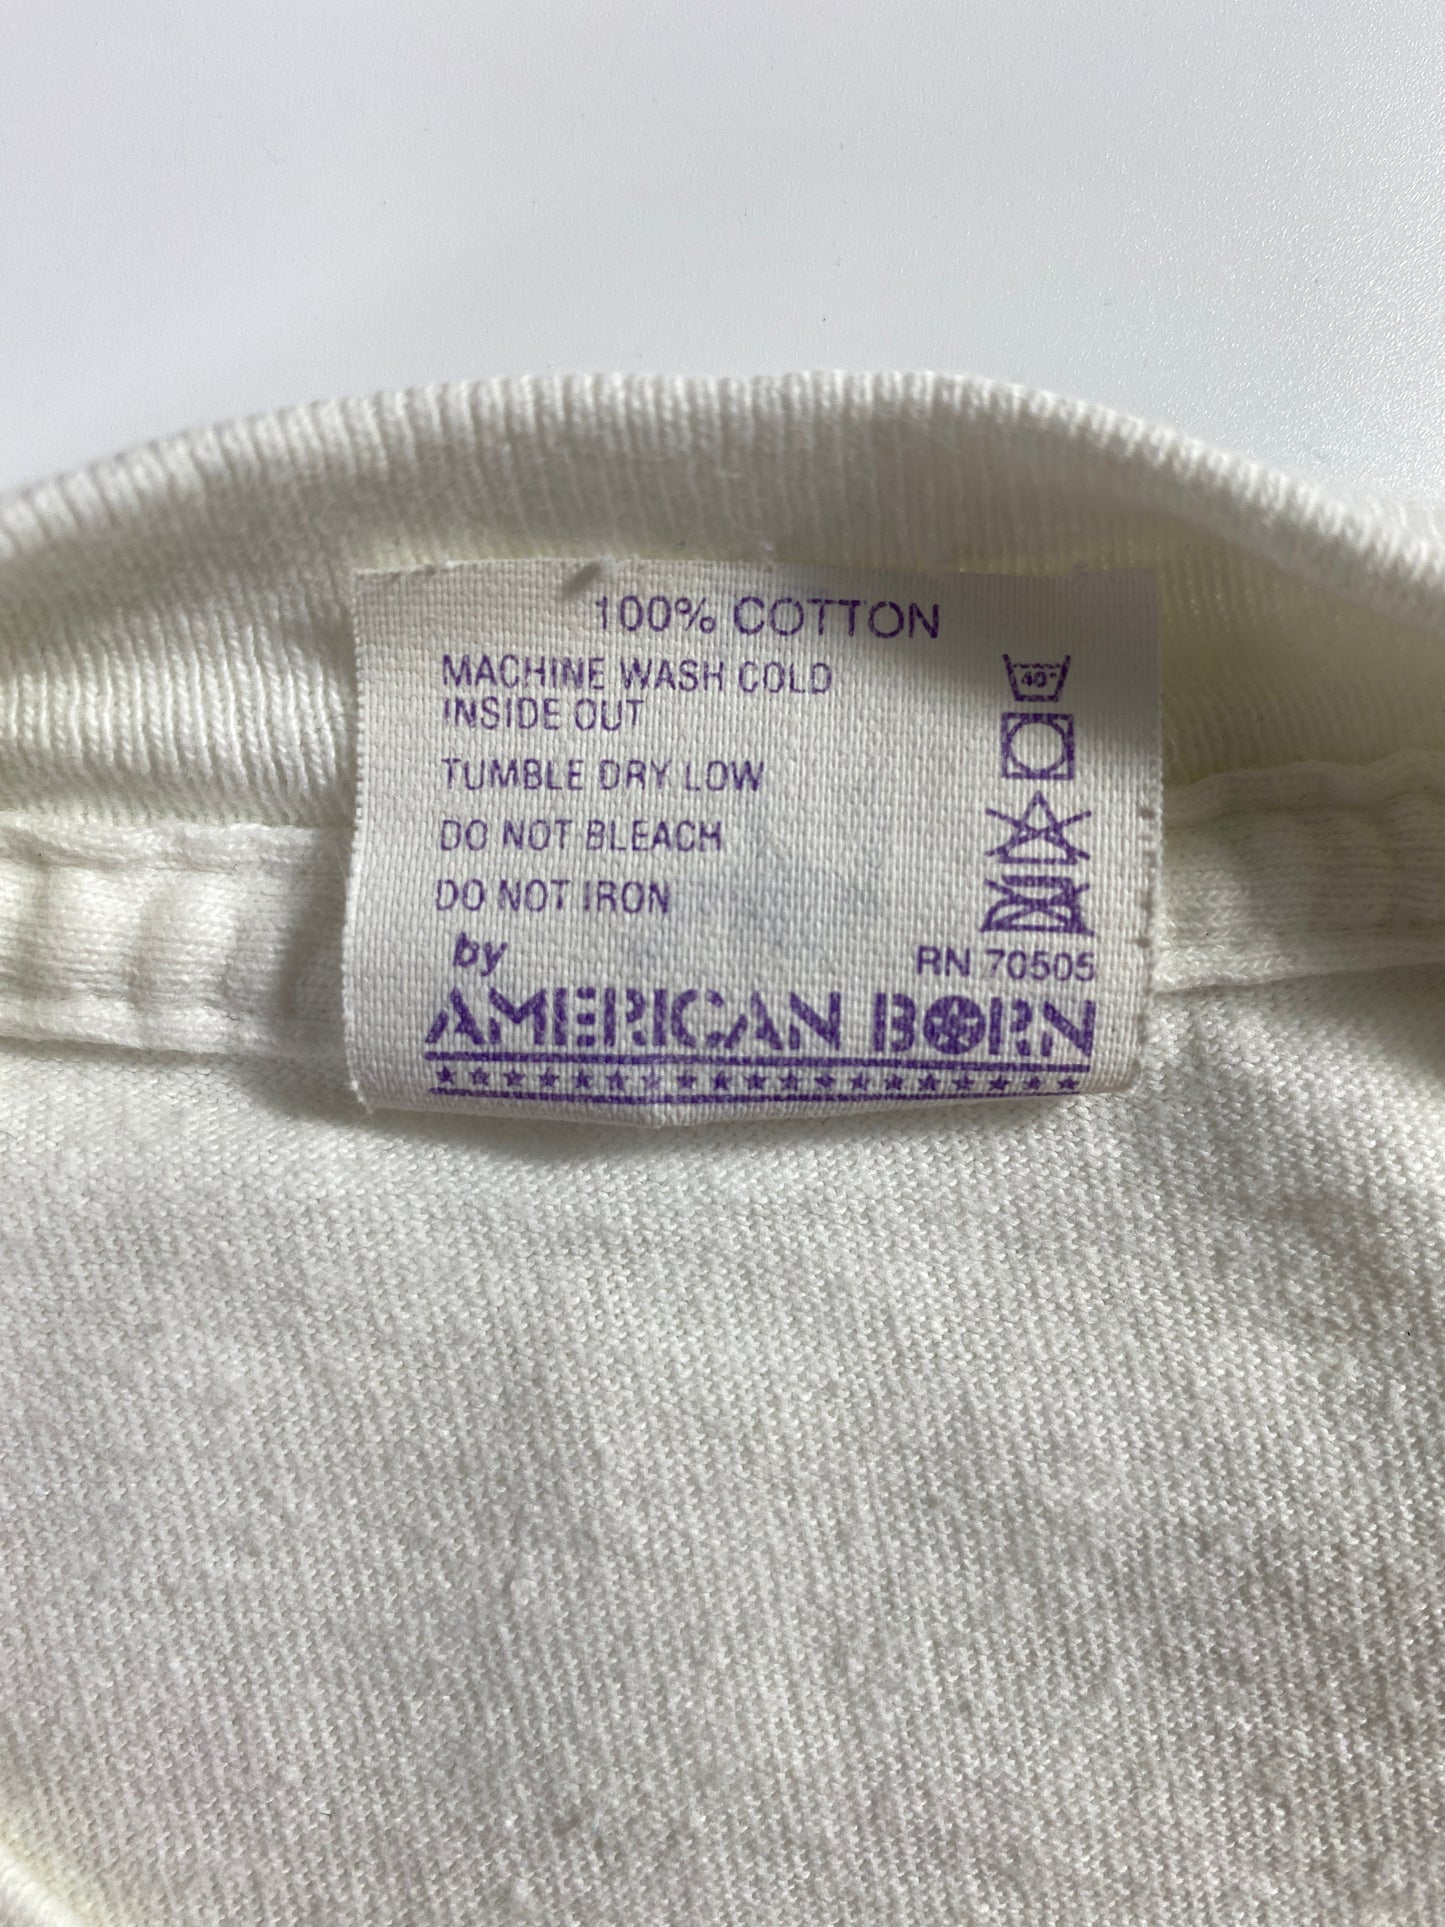 100% COTTON
MACHINE WASH COLD
INSIDE OUT
40°
TUMBLE DRY LOW
DO NOT BLEACH
DO NOT IRON
by
RN 70505
AMERICAN BORN